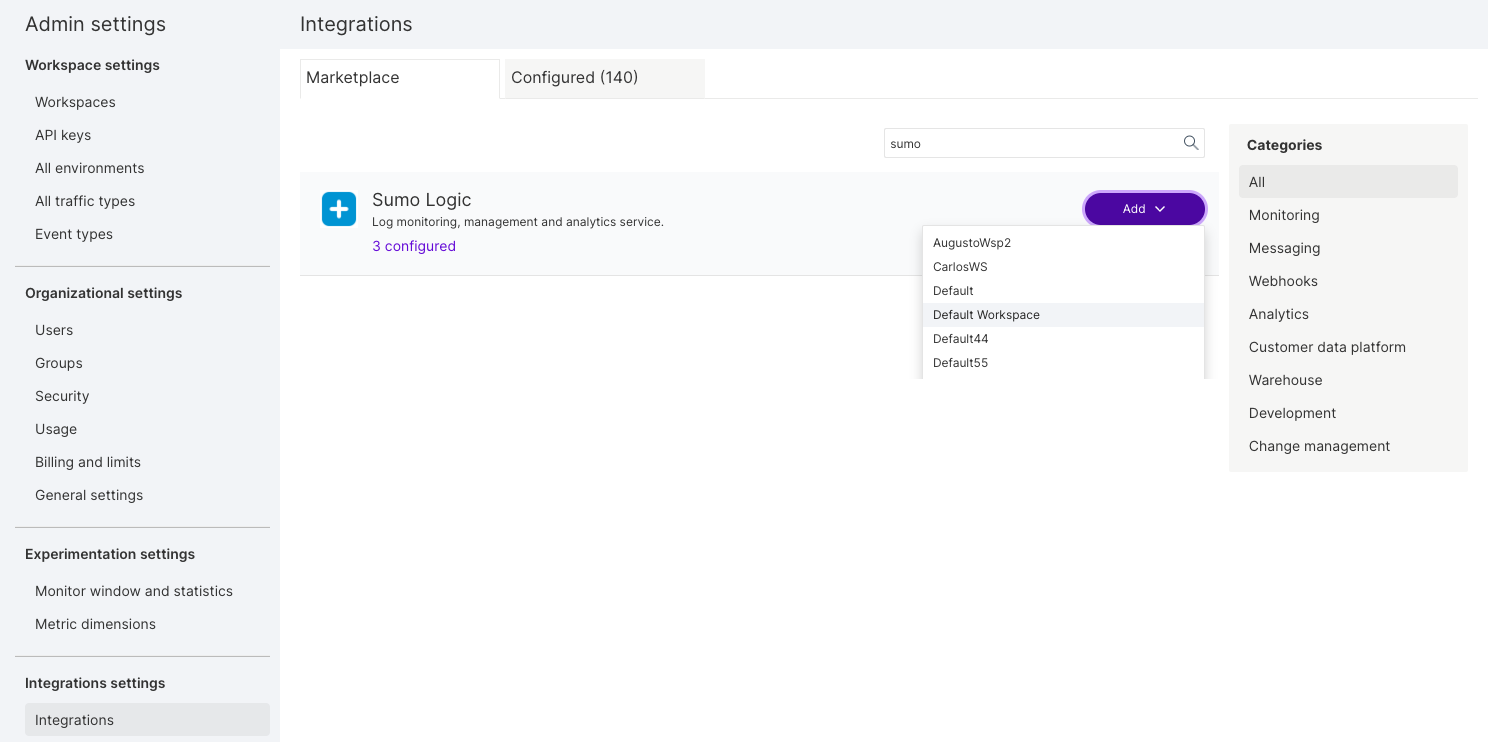 Admin settings
Workspace settings
Workspaces
API keys
All environments
All traffic types
Event types
Organizational settings
Users
Groups
Security
Usage
Billing and limits
General settings
Experimentation settings
Monitor window and statistics
Metric dimensions
Integrations settings
Integrations
Integrations
Marketplace
Configured (140)
sumo
Sumo Logic
Log monitoring, management and analytics service.
3 configured
Add
AugustoWsp2
CarlosWS
Default
Default Workspace
Default44
Default55
Categories
All
Monitoring
Messaging
Webhooks
Analytics
Customer data platform
Warehouse
Development
Change management